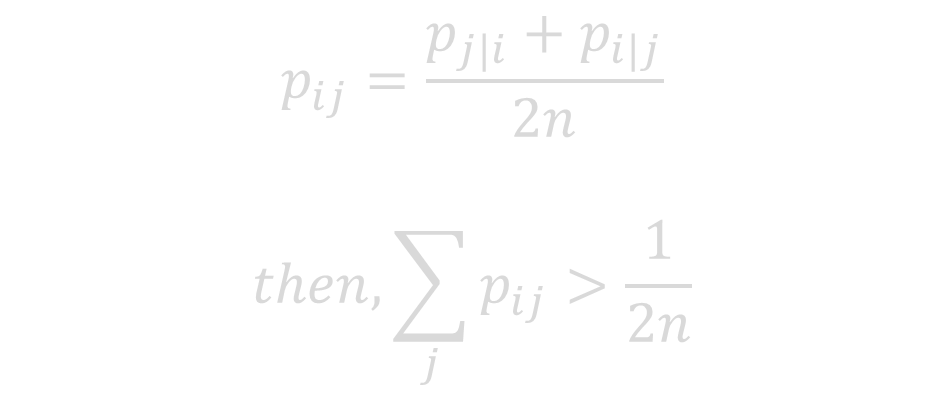 p_{ij} = \frac{p_{j|i} + p_{i|j}}{2n}
then, \sum_{j} p_{ij} > \frac{1}{2n}